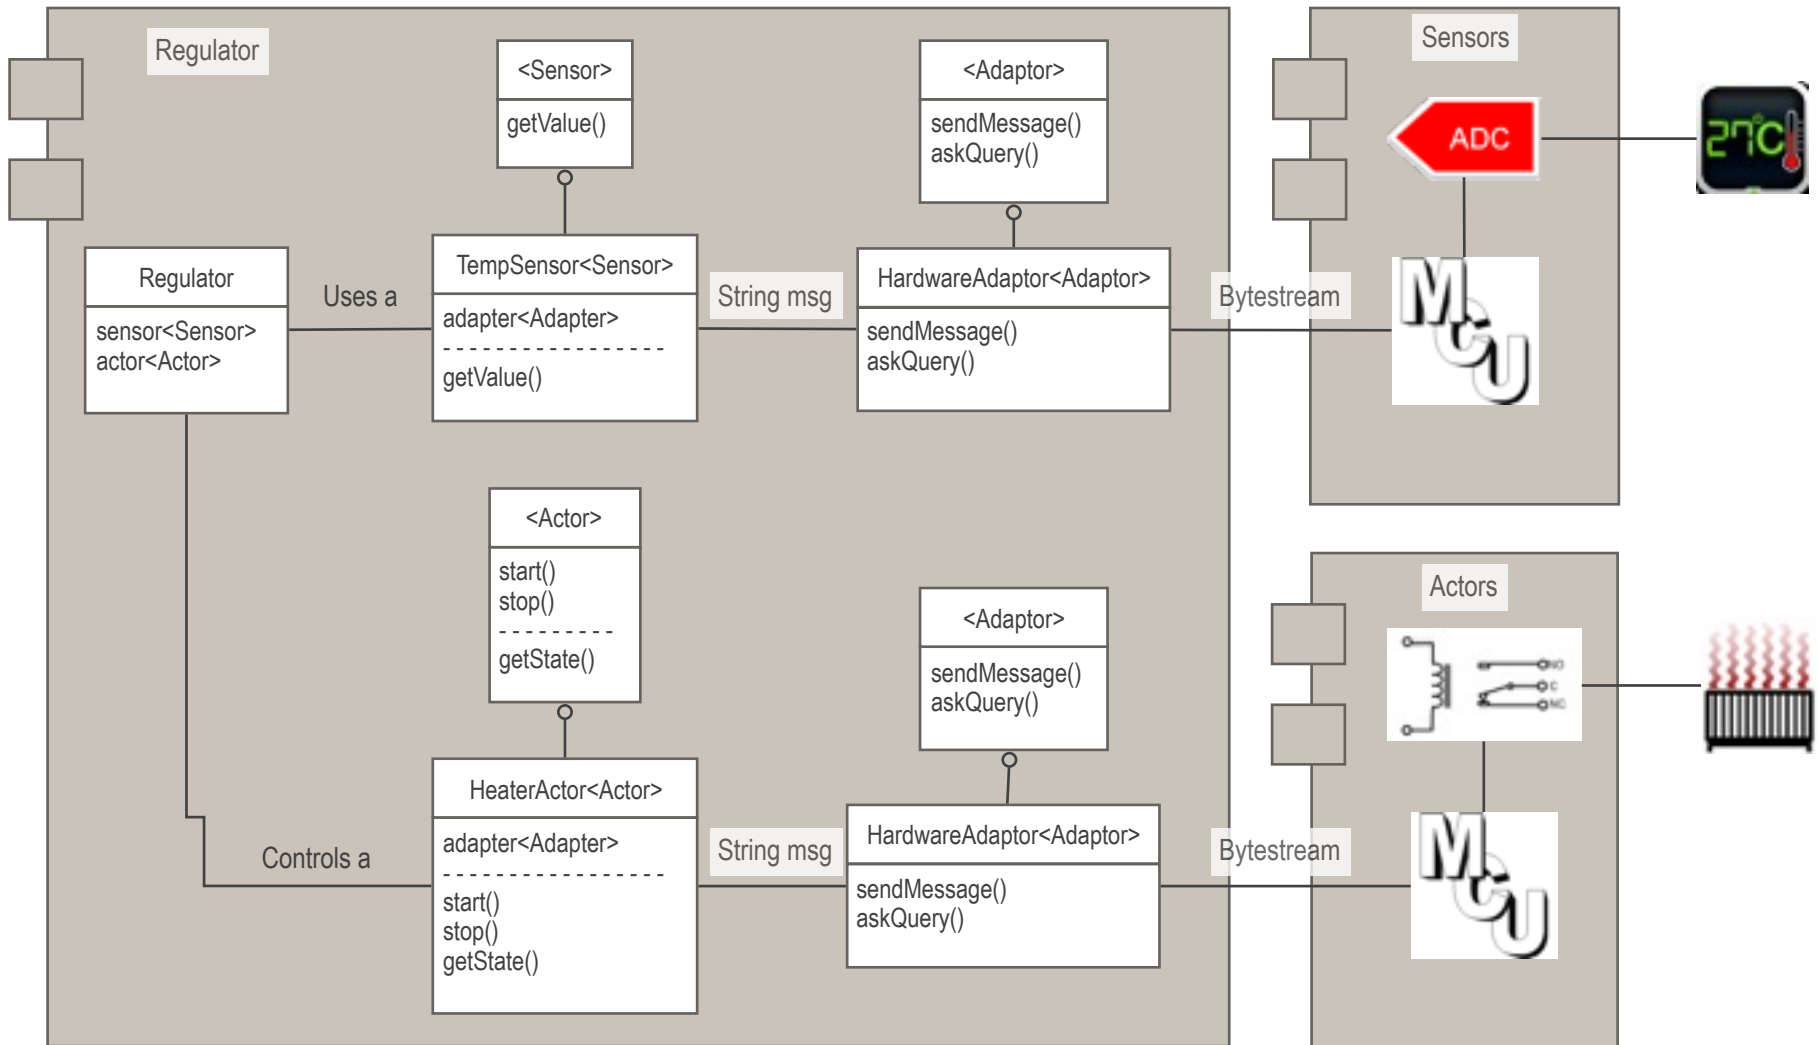 Regulator
<Sensor>
getValue()
<Adaptor>
sendMessage()
askQuery()
Sensors
ADC
27°C
Regulator
sensor<Sensor>
actor<Actor>
Uses a
TempSensor<Sensor>
adapter<Adapter>
- - - - - - - - - - - - - - - - -
getValue()
String msg
HardwareAdaptor<Adaptor>
sendMessage()
askQuery()
Bytestream
MCU
<Actor>
start()
stop()
- - - - - - - - -
getState()
<Adaptor>
sendMessage()
askQuery()
Actors
NO
C
NC
Controls a
HeaterActor<Actor>
adapter<Adapter>
- - - - - - - - - - - - - - - - -
start()
stop()
getState()
String msg
HardwareAdaptor<Adaptor>
sendMessage()
askQuery()
Bytestream
MCU